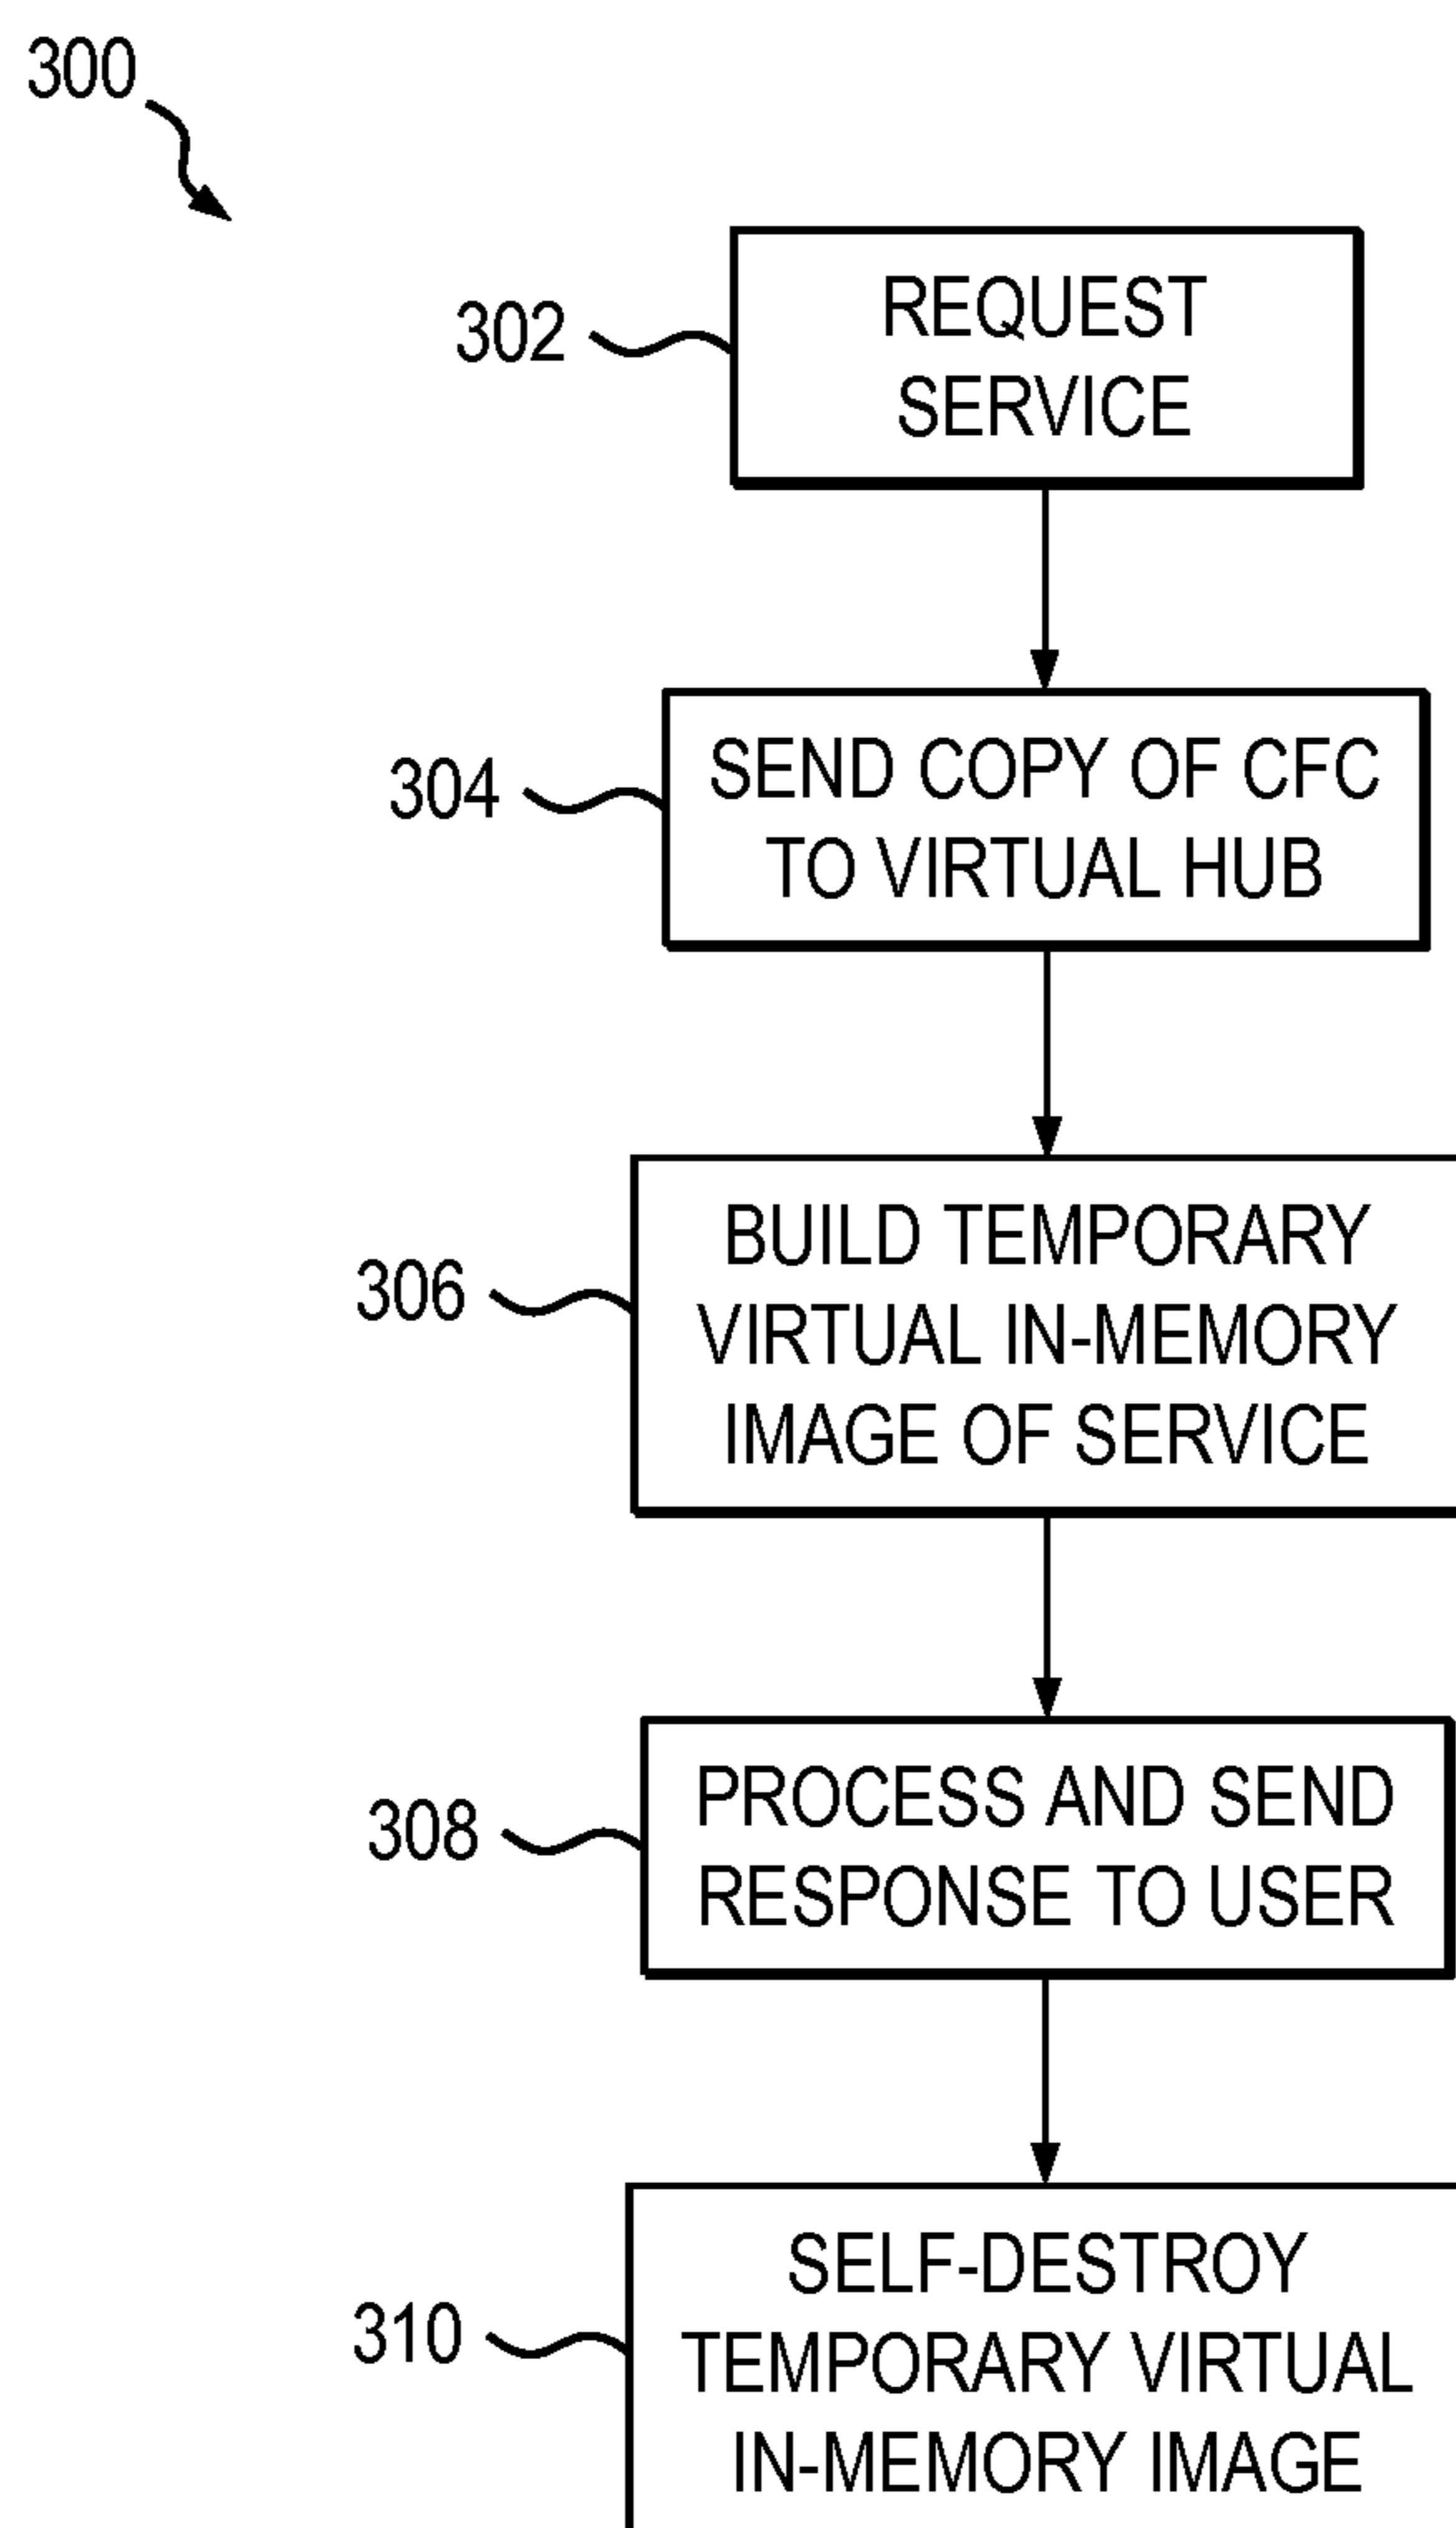 300
302
REQUEST
SERVICE
304
SEND COPY OF CFC
TO VIRTUAL HUB
306
BUILD TEMPORARY
VIRTUAL IN-MEMORY
IMAGE OF SERVICE
308
PROCESS AND SEND
RESPONSE TO USER
310
SELF-DESTROY
TEMPORARY VIRTUAL
IN-MEMORY IMAGE